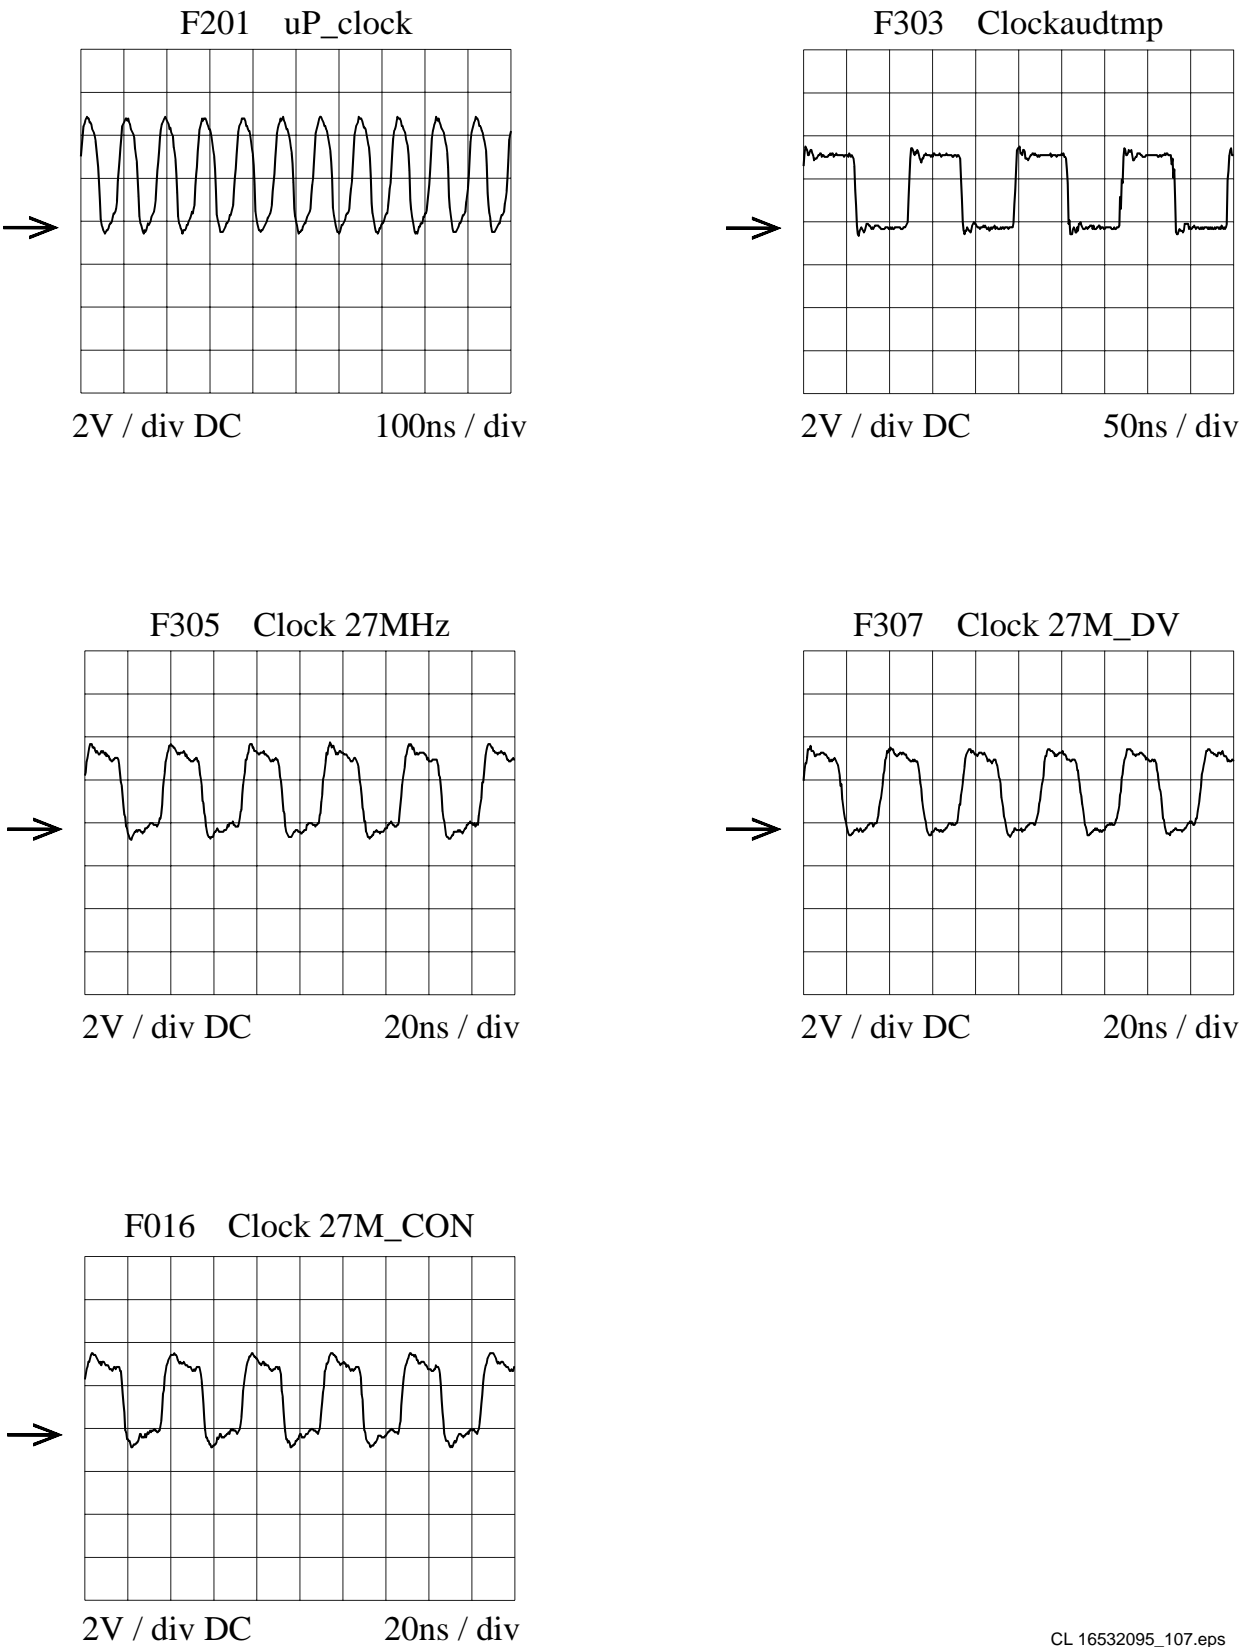 F201 uP_clock
F303 Clockaudtmp
2V / div DC 100ns / div
2V / div DC 50ns / div
F305 Clock 27MHz
F307 Clock 27M_DV
2V / div DC 20ns / div
2V / div DC 20ns / div
F016 Clock 27M_CON
2V / div DC 20ns / div
CL 16532095_107.eps